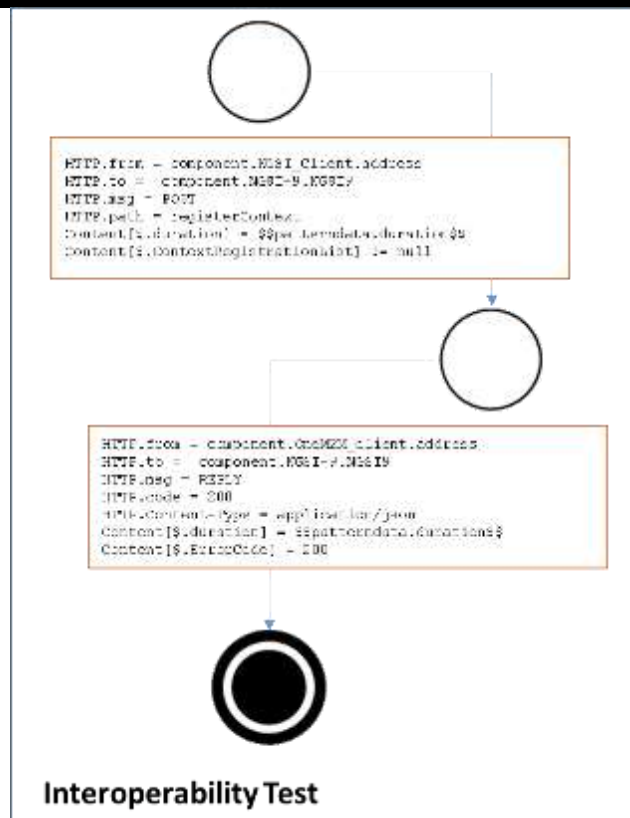 HTTP.from = component.NGSI_Client.address
HTTP.to = component.NGSI-9.NGSI9
HTTP.msg = POST
HTTP.path = registerContext
Content[$.duration] = $$patterndata.duration$$
Content[$.ContextRegistrationList] != null
HTTP.from = component.OneM2M_client.address
HTTP.to = component.NGSI-9.NGSI9
HTTP.msg = REPLY
HTTP.code = 200
HTTP.Content-Type = application/json
Content[$.duration] = $$patterndata.duration$$
Content[$.ErrorCode] = 200
Interoperability Test